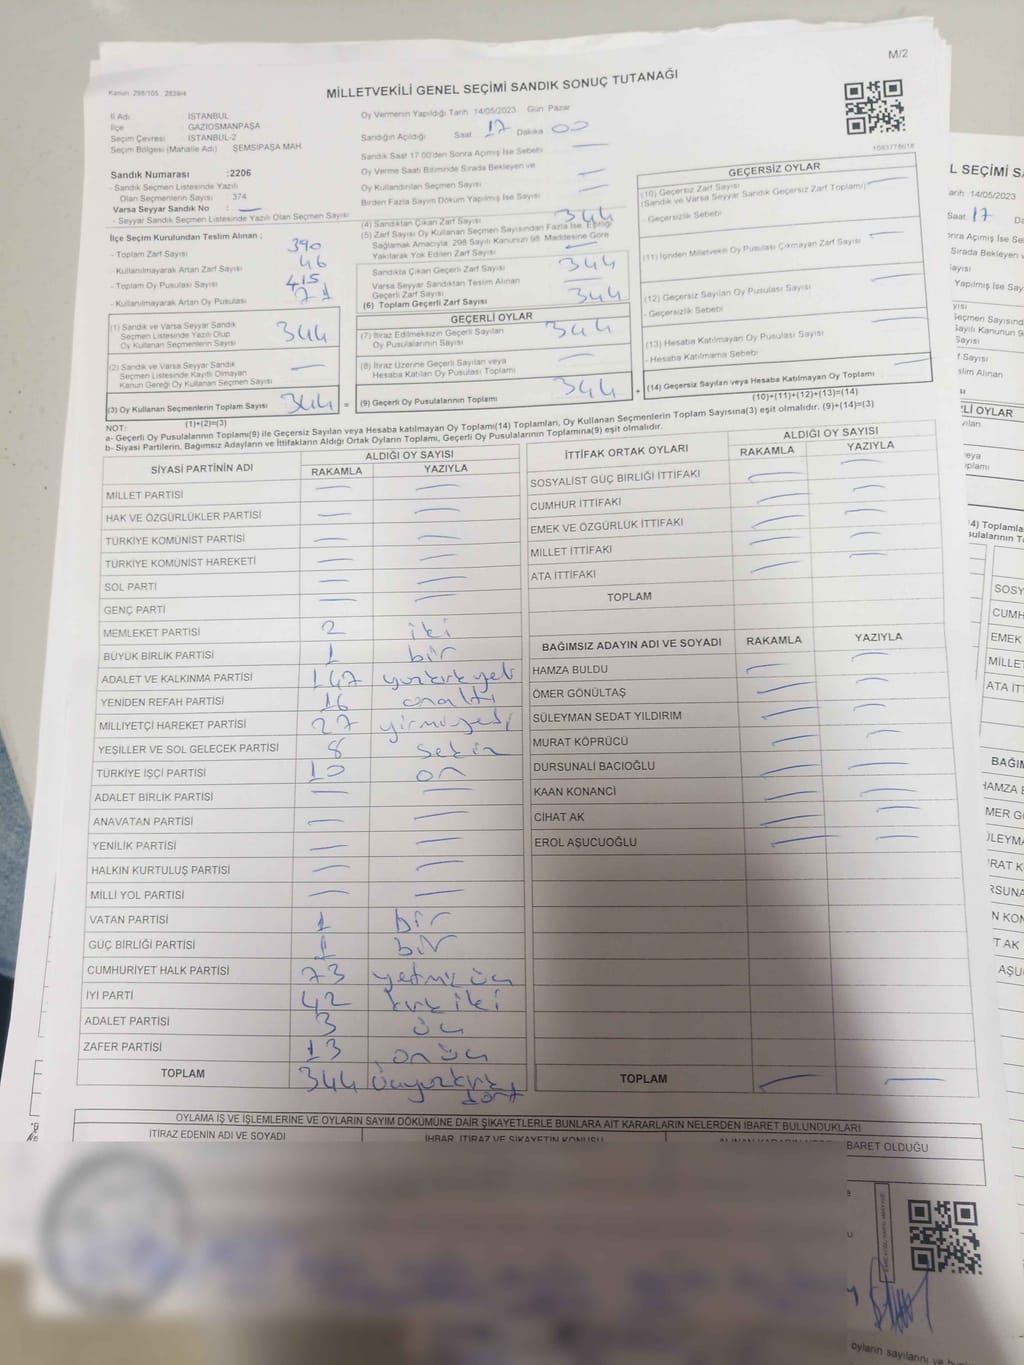 M/2
Kanun: 298/105 , 2839/4
MİLLETVEKİLİ GENEL SEÇİMİ SANDIK SONUÇ TUTANAĞI
İl Adı İSTANBUL
İlçe GAZİOSMANPAŞA
Seçim Çevresi İSTANBUL-2
Seçim Bölgesi (Mahalle Adı) ŞEMSİPAŞA MAH
Sandık Numarası :2206
- Sandık Seçmen Listesinde Yazılı
Olan Seçmenlerin Sayısı 374
Varsa Seyyar Sandık No : —
- Seyyar Sandık Seçmen Listesinde Yazılı Olan Seçmen Sayısı
İlçe Seçim Kurulundan Teslim Alınan ;
- Toplam Zarf Sayısı 390
- Kullanılmayarak Artan Zarf Sayısı 46
- Toplam Oy Pusulası Sayısı 415
- Kullanılmayarak Artan Oy Pusulası 71
(1) Sandık ve Varsa Seyyar Sandık
Seçmen Listesinde Yazılı Olup
Oy Kullanan Seçmenlerin Sayısı 344
(2) Sandık ve Varsa Seyyar Sandık
Seçmen Listesinde Kayıtlı Olmayan
Kanun Gereği Oy Kullanan Seçmen Sayısı —
(3) Oy Kullanan Seçmenlerin Toplam Sayısı 344 =
(1)+(2)=(3)
Oy Vermenin Yapıldığı Tarih 14/05/2023 Gün: Pazar
Sandığın Açıldığı Saat 17 Dakika 00
Sandık Saat 17:00'den Sonra Açılmış İse Sebebi —
Oy Verme Saati Bitiminde Sırada Bekleyen ve
Oy Kullandırılan Seçmen Sayısı —
Birden Fazla Sayım Döküm Yapılmış İse Sayısı —
(4) Sandıktan Çıkan Zarf Sayısı 344
(5) Zarf Sayısı Oy Kullanan Seçmen Sayısından Fazla İse, Eşitliği
Sağlamak Amacıyla, 298 Sayılı Kanunun 98. Maddesine Göre
Yakılarak Yok Edilen Zarf Sayısı —
Sandıkta Çıkan Geçerli Zarf Sayısı 344
Varsa Seyyar Sandıktan Teslim Alınan
Geçerli Zarf Sayısı —
(6) Toplam Geçerli Zarf Sayısı 344
GEÇERLİ OYLAR
(7) İtiraz Edilmeksizin Geçerli Sayılan
Oy Pusulalarının Sayısı 344
(8) İtiraz Üzerine Geçerli Sayılan veya
Hesaba Katılan Oy Pusulası Toplamı —
(9) Geçerli Oy Pusulalarının Toplamı 344 +
GEÇERSİZ OYLAR
(10) Geçersiz Zarf Sayısı
(Sandık ve Varsa Seyyar Sandık Geçersiz Zarf Toplamı) —
- Geçersizlik Sebebi
(11) İçinden Milletvekili Oy Pusulası Çıkmayan Zarf Sayısı —
(12) Geçersiz Sayılan Oy Pusulası Sayısı —
- Geçersizlik Sebebi
(13) Hesaba Katılmayan Oy Pusulası Sayısı —
- Hesaba Katılmama Sebebi
(14) Geçersiz Sayılan veya Hesaba Katılmayan Oy Toplamı —
(10)+(11)+(12)+(13)=(14)
NOT:
a- Geçerli Oy Pusulalarının Toplamı(9) ile Geçersiz Sayılan veya Hesaba katılmayan Oy Toplamı(14) Toplamları, Oy Kullanan Seçmenlerin Toplam Sayısına(3) eşit olmalıdır. (9)+(14)=(3)
b- Siyasi Partilerin, Bağımsız Adayların ve İttifakların Aldığı Ortak Oyların Toplamı, Geçerli Oy Pusulalarının Toplamına(9) eşit olmalıdır.
SİYASİ PARTİNİN ADI ALDIĞI OY SAYISI
RAKAMLA YAZIYLA
MİLLET PARTİSİ — —
HAK VE ÖZGÜRLÜKLER PARTİSİ — —
TÜRKİYE KOMÜNİST PARTİSİ — —
TÜRKİYE KOMÜNİST HAREKETİ — —
SOL PARTİ — —
GENÇ PARTİ — —
MEMLEKET PARTİSİ 2 iki
BÜYÜK BİRLİK PARTİSİ 1 bir
ADALET VE KALKINMA PARTİSİ 147 yüzkırkyedi
YENİDEN REFAH PARTİSİ 16 onaltı
MİLLİYETÇİ HAREKET PARTİSİ 27 yirmiyedi
YEŞİLLER VE SOL GELECEK PARTİSİ 8 sekiz
TÜRKİYE İŞÇİ PARTİSİ 10 on
ADALET BİRLİK PARTİSİ — —
ANAVATAN PARTİSİ — —
YENİLİK PARTİSİ — —
HALKIN KURTULUŞ PARTİSİ — —
MİLLİ YOL PARTİSİ — —
VATAN PARTİSİ 1 bir
GÜÇ BİRLİĞİ PARTİSİ 1 bir
CUMHURİYET HALK PARTİSİ 73 yetmiş üç
İYİ PARTİ 42 kırk iki
ADALET PARTİSİ 3 üç
ZAFER PARTİSİ 13 on üç
TOPLAM 344 üçyüzkırk
dört
İTTİFAK ORTAK OYLARI ALDIĞI OY SAYISI
RAKAMLA YAZIYLA
SOSYALİST GÜÇ BİRLİĞİ İTTİFAKI — —
CUMHUR İTTİFAKI — —
EMEK VE ÖZGÜRLÜK İTTİFAKI — —
MİLLET İTTİFAKI — —
ATA İTTİFAKI — —
TOPLAM
BAĞIMSIZ ADAYIN ADI VE SOYADI RAKAMLA YAZIYLA
HAMZA BULDU — —
ÖMER GÖNÜLTAŞ — —
SÜLEYMAN SEDAT YILDIRIM — —
MURAT KÖPRÜCÜ — —
DURSUNALİ BACIOĞLU — —
KAAN KONANCİ — —
CİHAT AK — —
EROL AŞUCUOĞLU — —
TOPLAM — —
OYLAMA İŞ VE İŞLEMLERİNE VE OYLARIN SAYIM DÖKÜMÜNE DAİR ŞİKAYETLERLE BUNLARA AİT KARARLARIN NELERDEN İBARET BULUNDUKLARI
İTİRAZ EDENİN ADI VE SOYADI İHBAR, İTİRAZ VE ŞİKAYETİN KONUSU BARET OLDUĞU
oyların sayılarını ve
L SEÇİMİ SA
arih 14/05/2023
Saat 17 Da